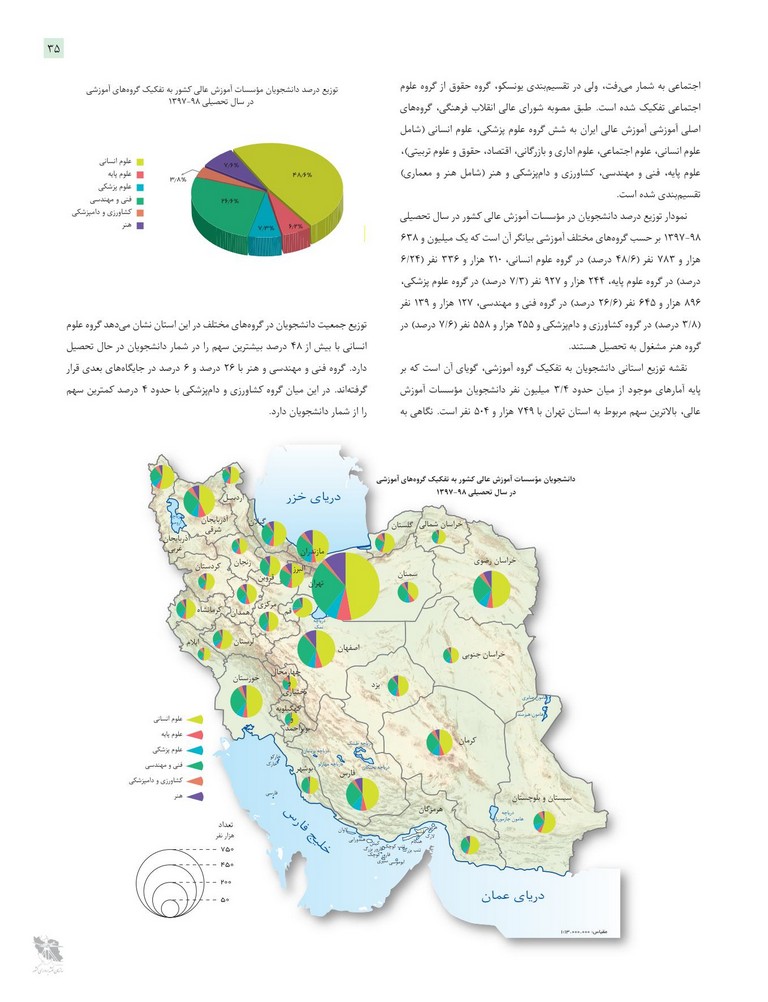 ۳۵
اجتماعی به شمار می‌رفت، ولی در تقسیم‌بندی یونسکو، گروه حقوق از گروه علوم
اجتماعی تفکیک شده است. طبق مصوبه شورای عالی انقلاب فرهنگی، گروه‌های
اصلی آموزشی آموزش عالی ایران به شش گروه علوم پزشکی، علوم انسانی (شامل
علوم انسانی، علوم اجتماعی، علوم اداری و بازرگانی، اقتصاد، حقوق و علوم تربیتی)،
علوم پایه، فنی و مهندسی، کشاورزی و دام‌پزشکی و هنر (شامل هنر و معماری)
تقسیم‌بندی شده است.
نمودار توزیع درصد دانشجویان در مؤسسات آموزش عالی کشور در سال تحصیلی
۹۸-۱۳۹۷ بر حسب گروه‌های مختلف آموزشی بیانگر آن است که یک میلیون و ۶۳۸
هزار و ۷۸۳ نفر (۴۸/۶ درصد) در گروه علوم انسانی، ۲۱۰ هزار و ۳۳۶ نفر (۶/۲۴
درصد) در گروه علوم پایه، ۲۴۴ هزار و ۹۲۷ نفر (۷/۳ درصد) در گروه علوم پزشکی،
۸۹۶ هزار و ۶۴۵ نفر (۲۶/۶ درصد) در گروه فنی و مهندسی، ۱۲۷ هزار و ۱۳۹ نفر
(۳/۸ درصد) در گروه کشاورزی و دام‌پزشکی و ۲۵۵ هزار و ۵۵۸ نفر (۷/۶ درصد) در
گروه هنر مشغول به تحصیل هستند.
نقشه توزیع استانی دانشجویان به تفکیک گروه آموزشی، گویای آن است که بر
پایه آمارهای موجود از میان حدود ۳/۴ میلیون نفر دانشجویان مؤسسات آموزش
عالی، بالاترین سهم مربوط به استان تهران با ۷۴۹ هزار و ۵۰۴ نفر است. نگاهی به
توزیع درصد دانشجویان مؤسسات آموزش عالی کشور به تفکیک گروه‌های آموزشی
در سال تحصیلی ۹۸-۱۳۹۷
علوم انسانی
علوم پایه
علوم پزشکی
فنی و مهندسی
کشاورزی و دامپزشکی
هنر
۷/۶%
۴۸/۶%
۳/۸%
۲۶/۶%
۷/۳%
۶/۲%
توزیع جمعیت دانشجویان در گروه‌های مختلف در این استان نشان می‌دهد گروه علوم
انسانی با بیش از ۴۸ درصد بیشترین سهم را در شمار دانشجویان در حال تحصیل
دارد. گروه فنی و مهندسی و هنر با ۲۶ درصد و ۶ درصد در جایگاه‌های بعدی قرار
گرفته‌اند. در این میان گروه کشاورزی و دام‌پزشکی با حدود ۴ درصد کمترین سهم
را از شمار دانشجویان دارد.
دانشجویان مؤسسات آموزش عالی کشور به تفکیک گروه‌های آموزشی
در سال تحصیلی ۹۸-۱۳۹۷
دریای خزر
اردبیل
آذربایجان
شرقی
آذربایجان
غربی
گیلان
مازندران
گلستان
خراسان شمالی
خراسان رضوی
زنجان
کردستان
قزوین
البرز
تهران
سمنان
کرمانشاه
همدان
مرکزی
قم
دریاچه
نمک
ایلام
لرستان
اصفهان
خراسان جنوبی
خوزستان
چهارمحال
و
بختیاری
کهگیلویه
و
بویراحمد
یزد
کرمان
بوشهر
فارس
هرمزگان
سیستان و بلوچستان
دریاچه
هامون جازموریان
خلیج فارس
دریای عمان
علوم انسانی
علوم پایه
علوم پزشکی
فنی و مهندسی
کشاورزی و دامپزشکی
هنر
تعداد
هزار نفر
۷۵۰
۴۵۰
۲۰۰
۵۰
مقیاس: ۱:۱۳،۰۰۰،۰۰۰